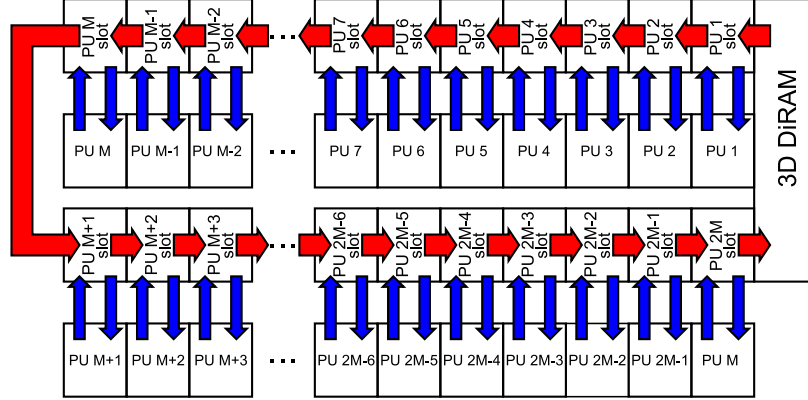 PU M slot
PU M-1 slot
PU M-2 slot
...
PU 7 slot
PU 6 slot
PU 5 slot
PU 4 slot
PU 3 slot
PU 2 slot
PU 1 slot
3D DiRAM
PU M
PU M-1
PU M-2
...
PU 7
PU 6
PU 5
PU 4
PU 3
PU 2
PU 1
PU M+1 slot
PU M+2 slot
PU M+3 slot
...
PU 2M-6 slot
PU 2M-5 slot
PU 2M-4 slot
PU 2M-3 slot
PU 2M-2 slot
PU 2M-1 slot
PU 2M slot
PU M+1
PU M+2
PU M+3
...
PU 2M-6
PU 2M-5
PU 2M-4
PU 2M-3
PU 2M-2
PU 2M-1
PU M